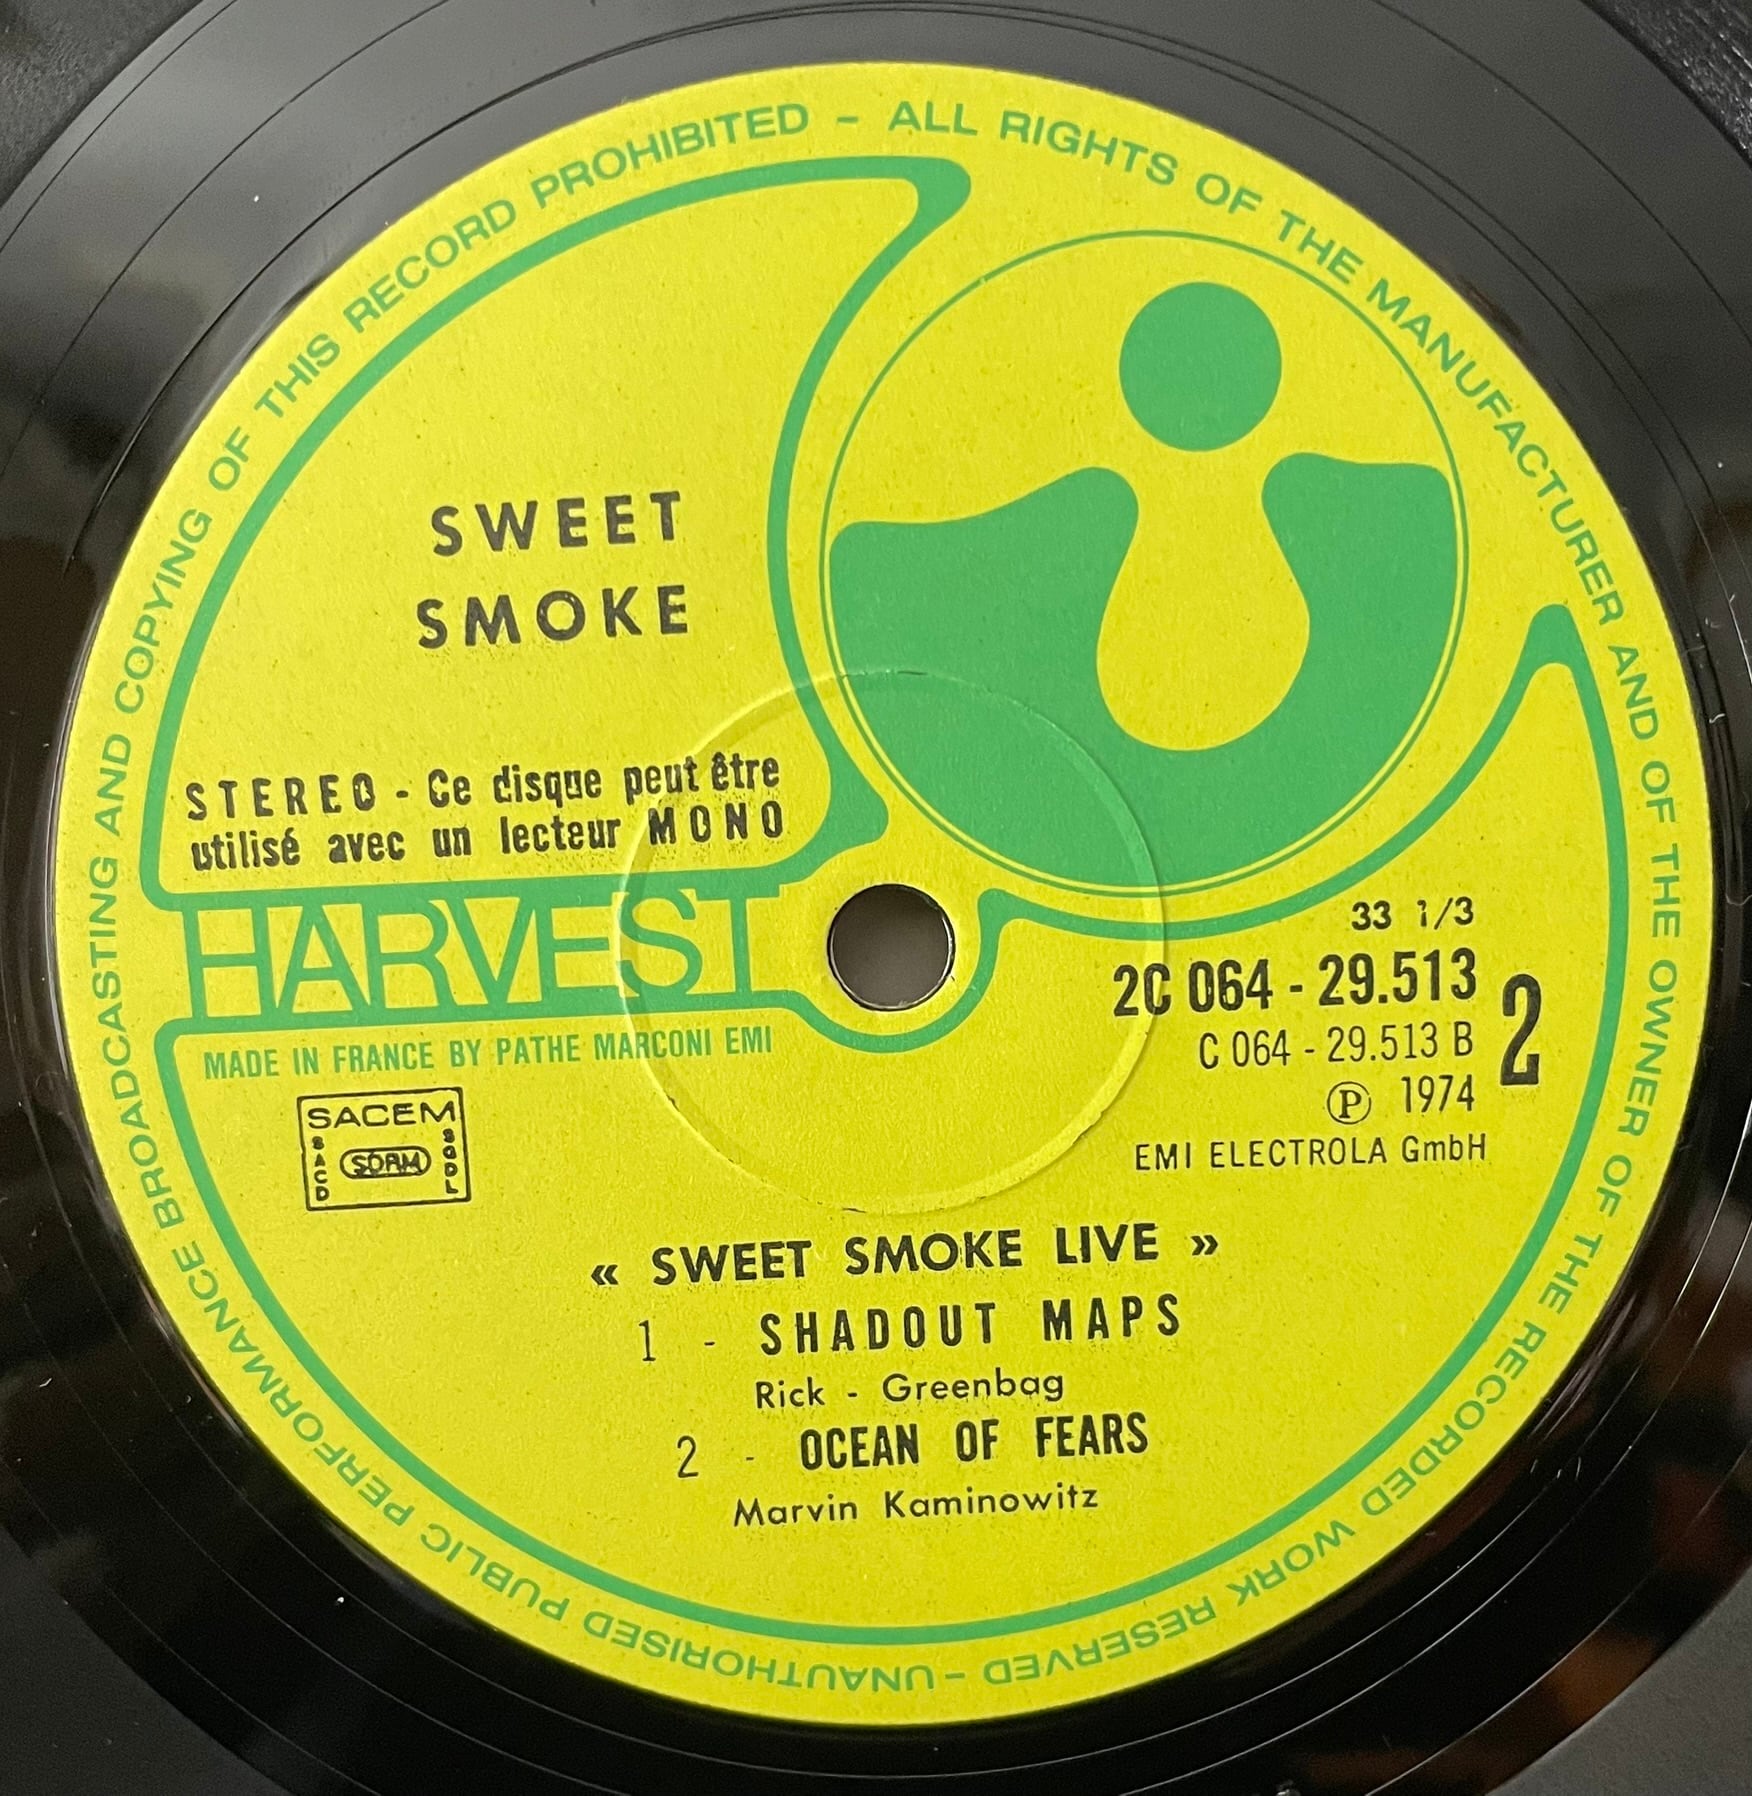 UNAUTHORISED PUBLIC PERFORMANCE BROADCASTING AND COPYING OF THIS RECORD PROHIBITED - ALL RIGHTS OF THE MANUFACTURER AND OF THE OWNER OF THE RECORDED WORK RESERVED -
SWEET
SMOKE
STEREO - Ce disque peut être
utilisé avec un lecteur MONO
HARVEST
MADE IN FRANCE BY PATHE MARCONI EMI
SACEM
SACD
SDRM
SGDL
33 1/3
2C 064 - 29.513
2
C 064 - 29.513 B
Ⓟ 1974
EMI ELECTROLA GmbH
« SWEET SMOKE LIVE »
1 - SHADOUT MAPS
Rick - Greenbag
2 - OCEAN OF FEARS
Marvin Kaminowitz